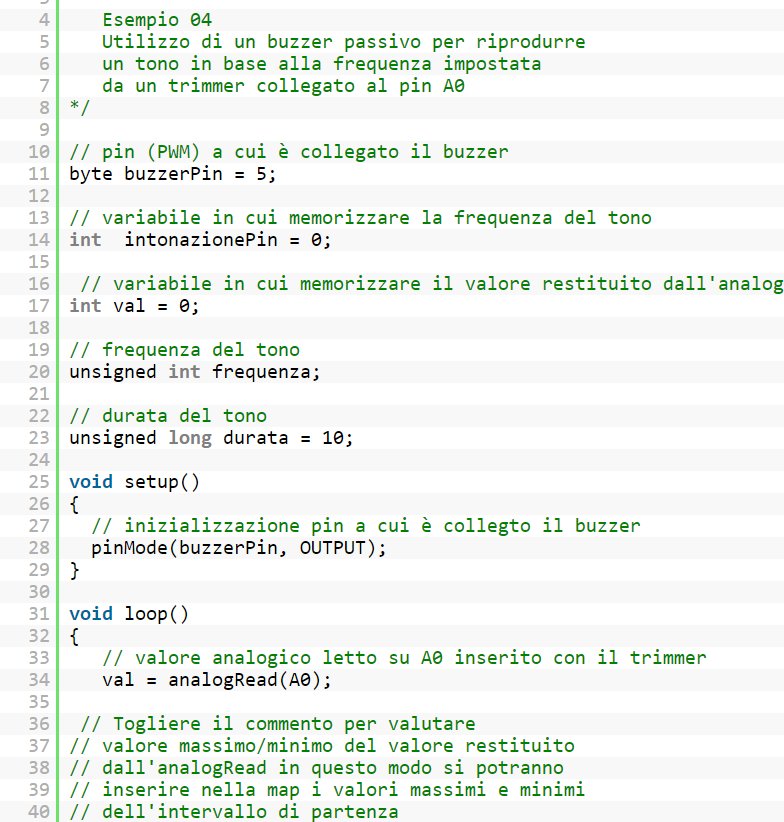 4 Esempio 04
5 Utilizzo di un buzzer passivo per riprodurre
6 un tono in base alla frequenza impostata
7 da un trimmer collegato al pin A0
8 */
9
10 // pin (PWM) a cui è collegato il buzzer
11 byte buzzerPin = 5;
12
13 // variabile in cui memorizzare la frequenza del tono
14 int  intonazionePin = 0;
15
16 // variabile in cui memorizzare il valore restituito dall'analog
17 int val = 0;
18
19 // frequenza del tono
20 unsigned int frequenza;
21
22 // durata del tono
23 unsigned long durata = 10;
24
25 void setup()
26 {
27 // inizializzazione pin a cui è collegto il buzzer
28 pinMode(buzzerPin, OUTPUT);
29 }
30
31 void loop()
32 {
33 // valore analogico letto su A0 inserito con il trimmer
34 val = analogRead(A0);
35
36 // Togliere il commento per valutare
37 // valore massimo/minimo del valore restituito
38 // dall'analogRead in questo modo si potranno
39 // inserire nella map i valori massimi e minimi
40 // dell'intervallo di partenza